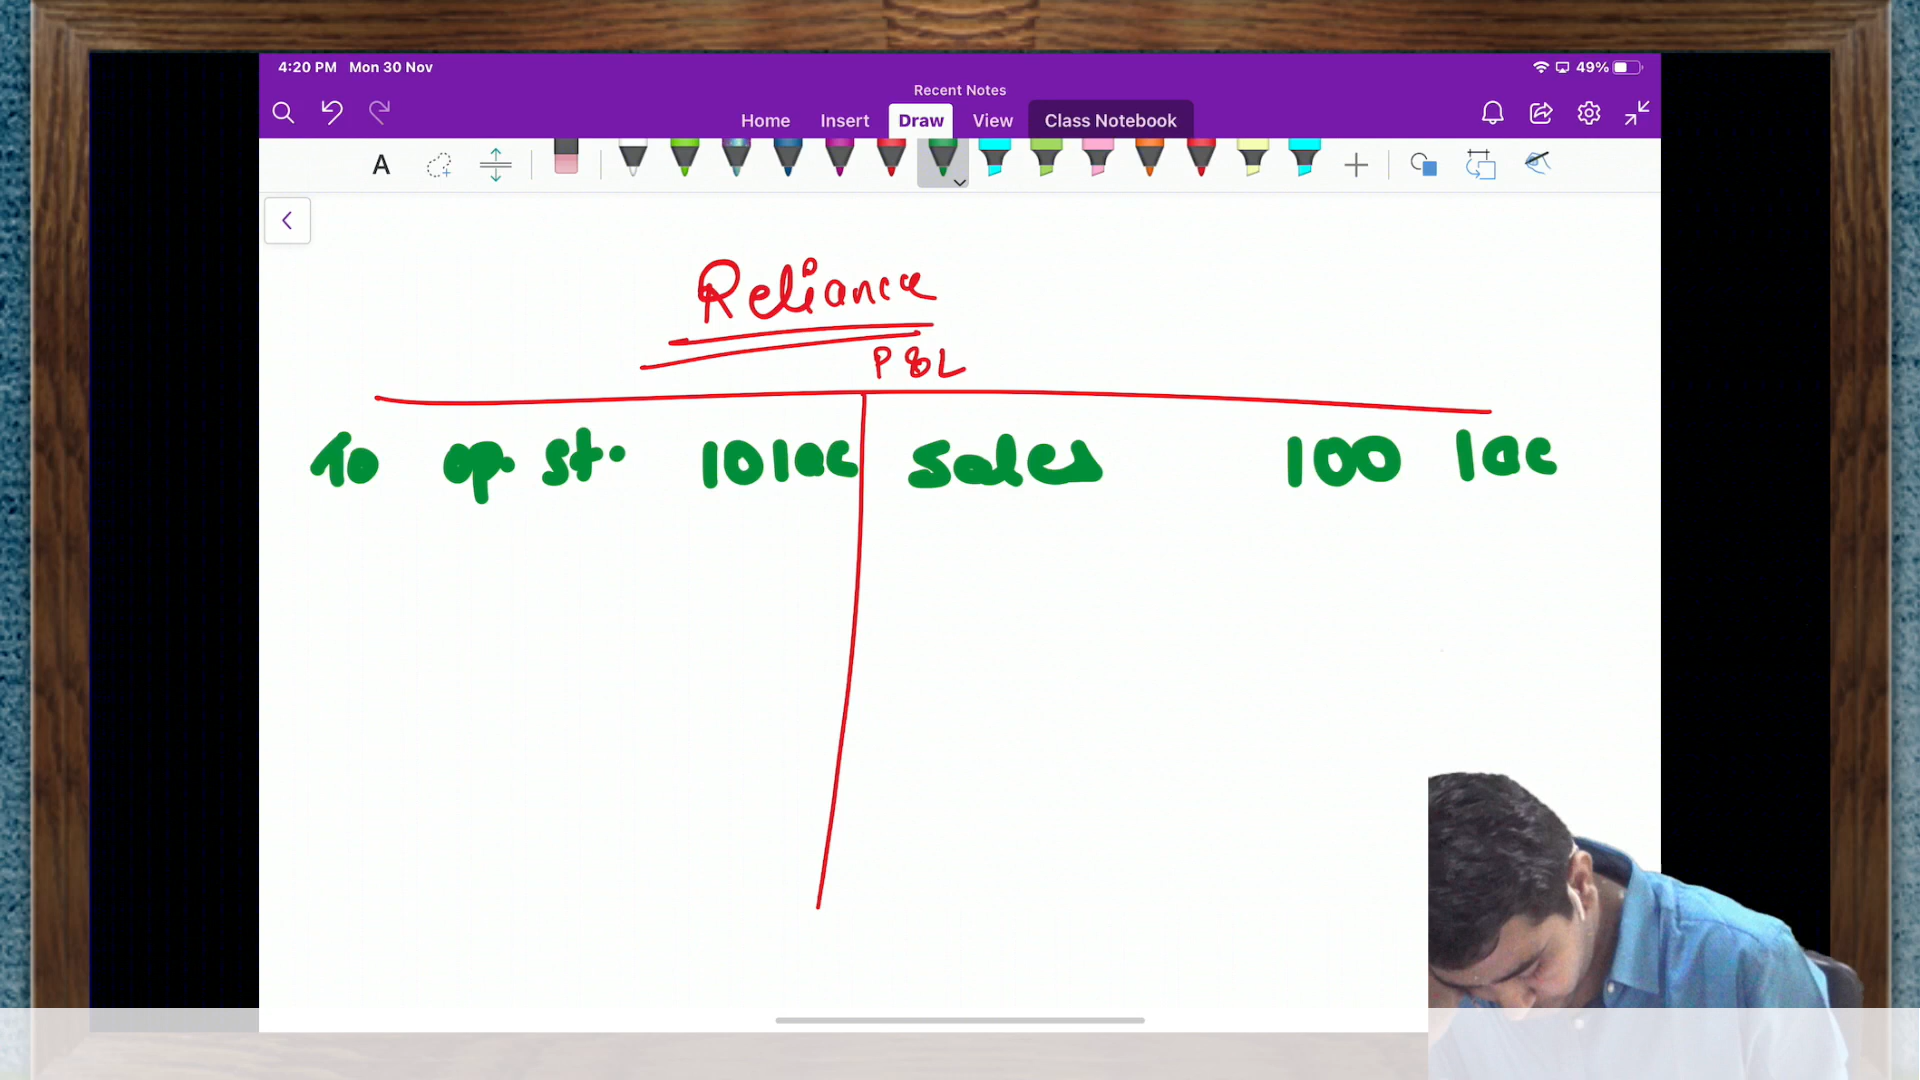 4:20 PM Mon 30 Nov
49%
Recent Notes
Home Insert Draw View Class Notebook
A
Reliance
P&L
To op. st. 10 lac sales 100 lac